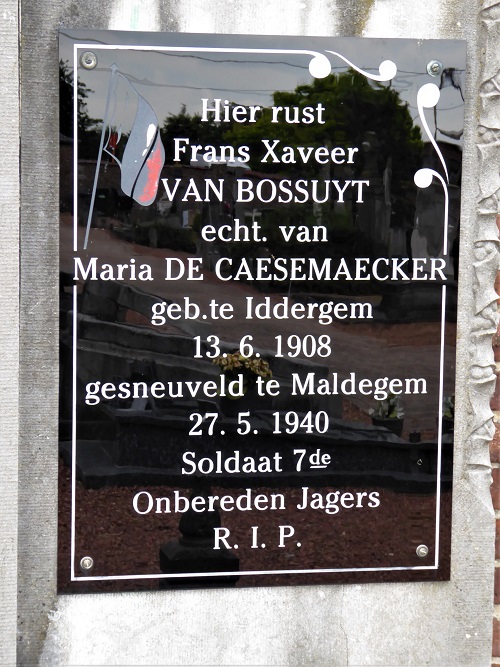 Hier rust
Frans Xaveer
VAN BOSSUYT
echt. van
Maria DE CAESEMAECKER
geb.te Iddergem
13. 6. 1908
gesneuveld te Maldegem
27. 5. 1940
Soldaat 7de
Onbereden Jagers
R. I. P.